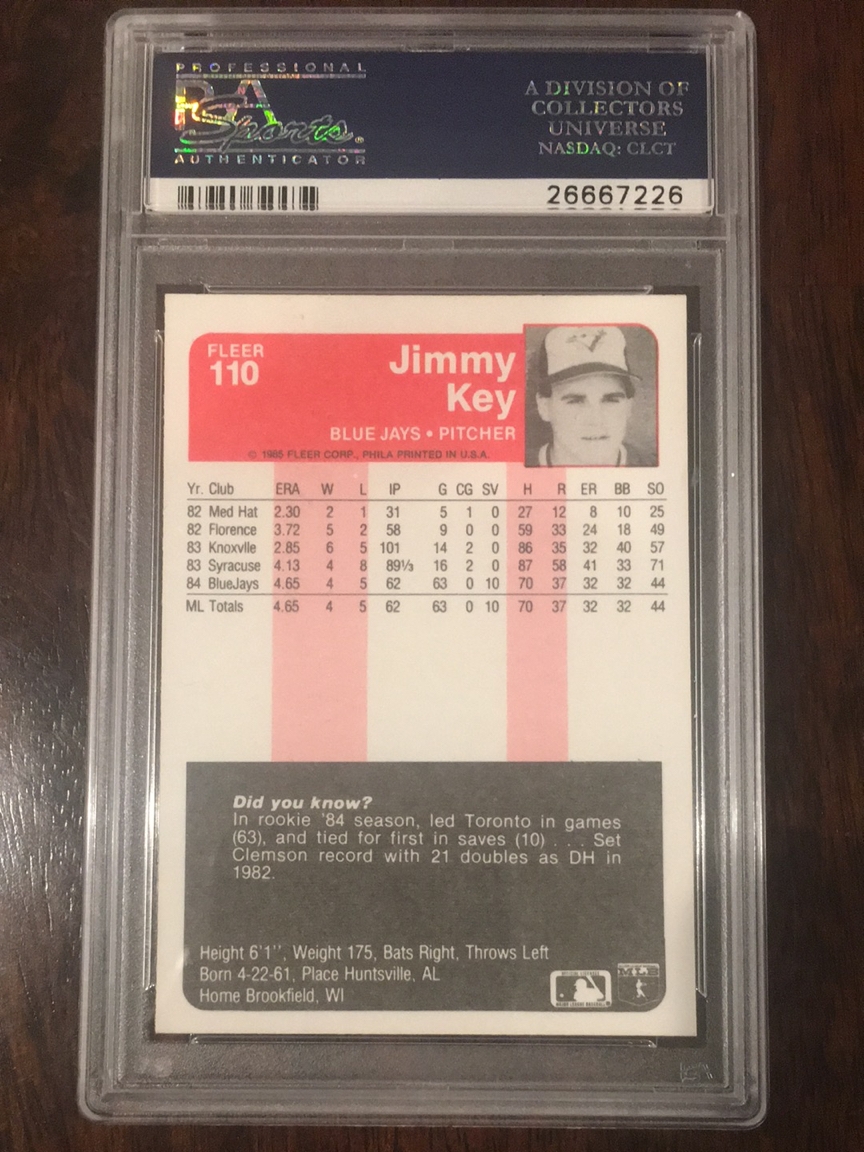 PROFESSIONAL
PSA
Sports
AUTHENTICATOR
A DIVISION OF
COLLECTORS
UNIVERSE
NASDAQ: CLCT
26667226
FLEER
110
Jimmy
Key
BLUE JAYS • PITCHER
© 1985 FLEER CORP., PHILA PRINTED IN U.S.A.
Yr. Club ERA W L IP G CG SV H R ER BB SO
82 Med Hat 2.30 2 1 31 5 1 0 27 12 8 10 25
82 Florence 3.72 5 2 58 9 0 0 59 33 24 18 49
83 Knoxvlle 2.85 6 5 101 14 2 0 86 35 32 40 57
83 Syracuse 4.13 4 8 89⅓ 16 2 0 87 58 41 33 71
84 BlueJays 4.65 4 5 62 63 0 10 70 37 32 32 44
ML Totals 4.65 4 5 62 63 0 10 70 37 32 32 44
Did you know?
In rookie '84 season, led Toronto in games
(63), and tied for first in saves (10) . . . Set
Clemson record with 21 doubles as DH in
1982.
Height 6'1'', Weight 175, Bats Right, Throws Left
Born 4-22-61, Place Huntsville, AL
Home Brookfield, WI